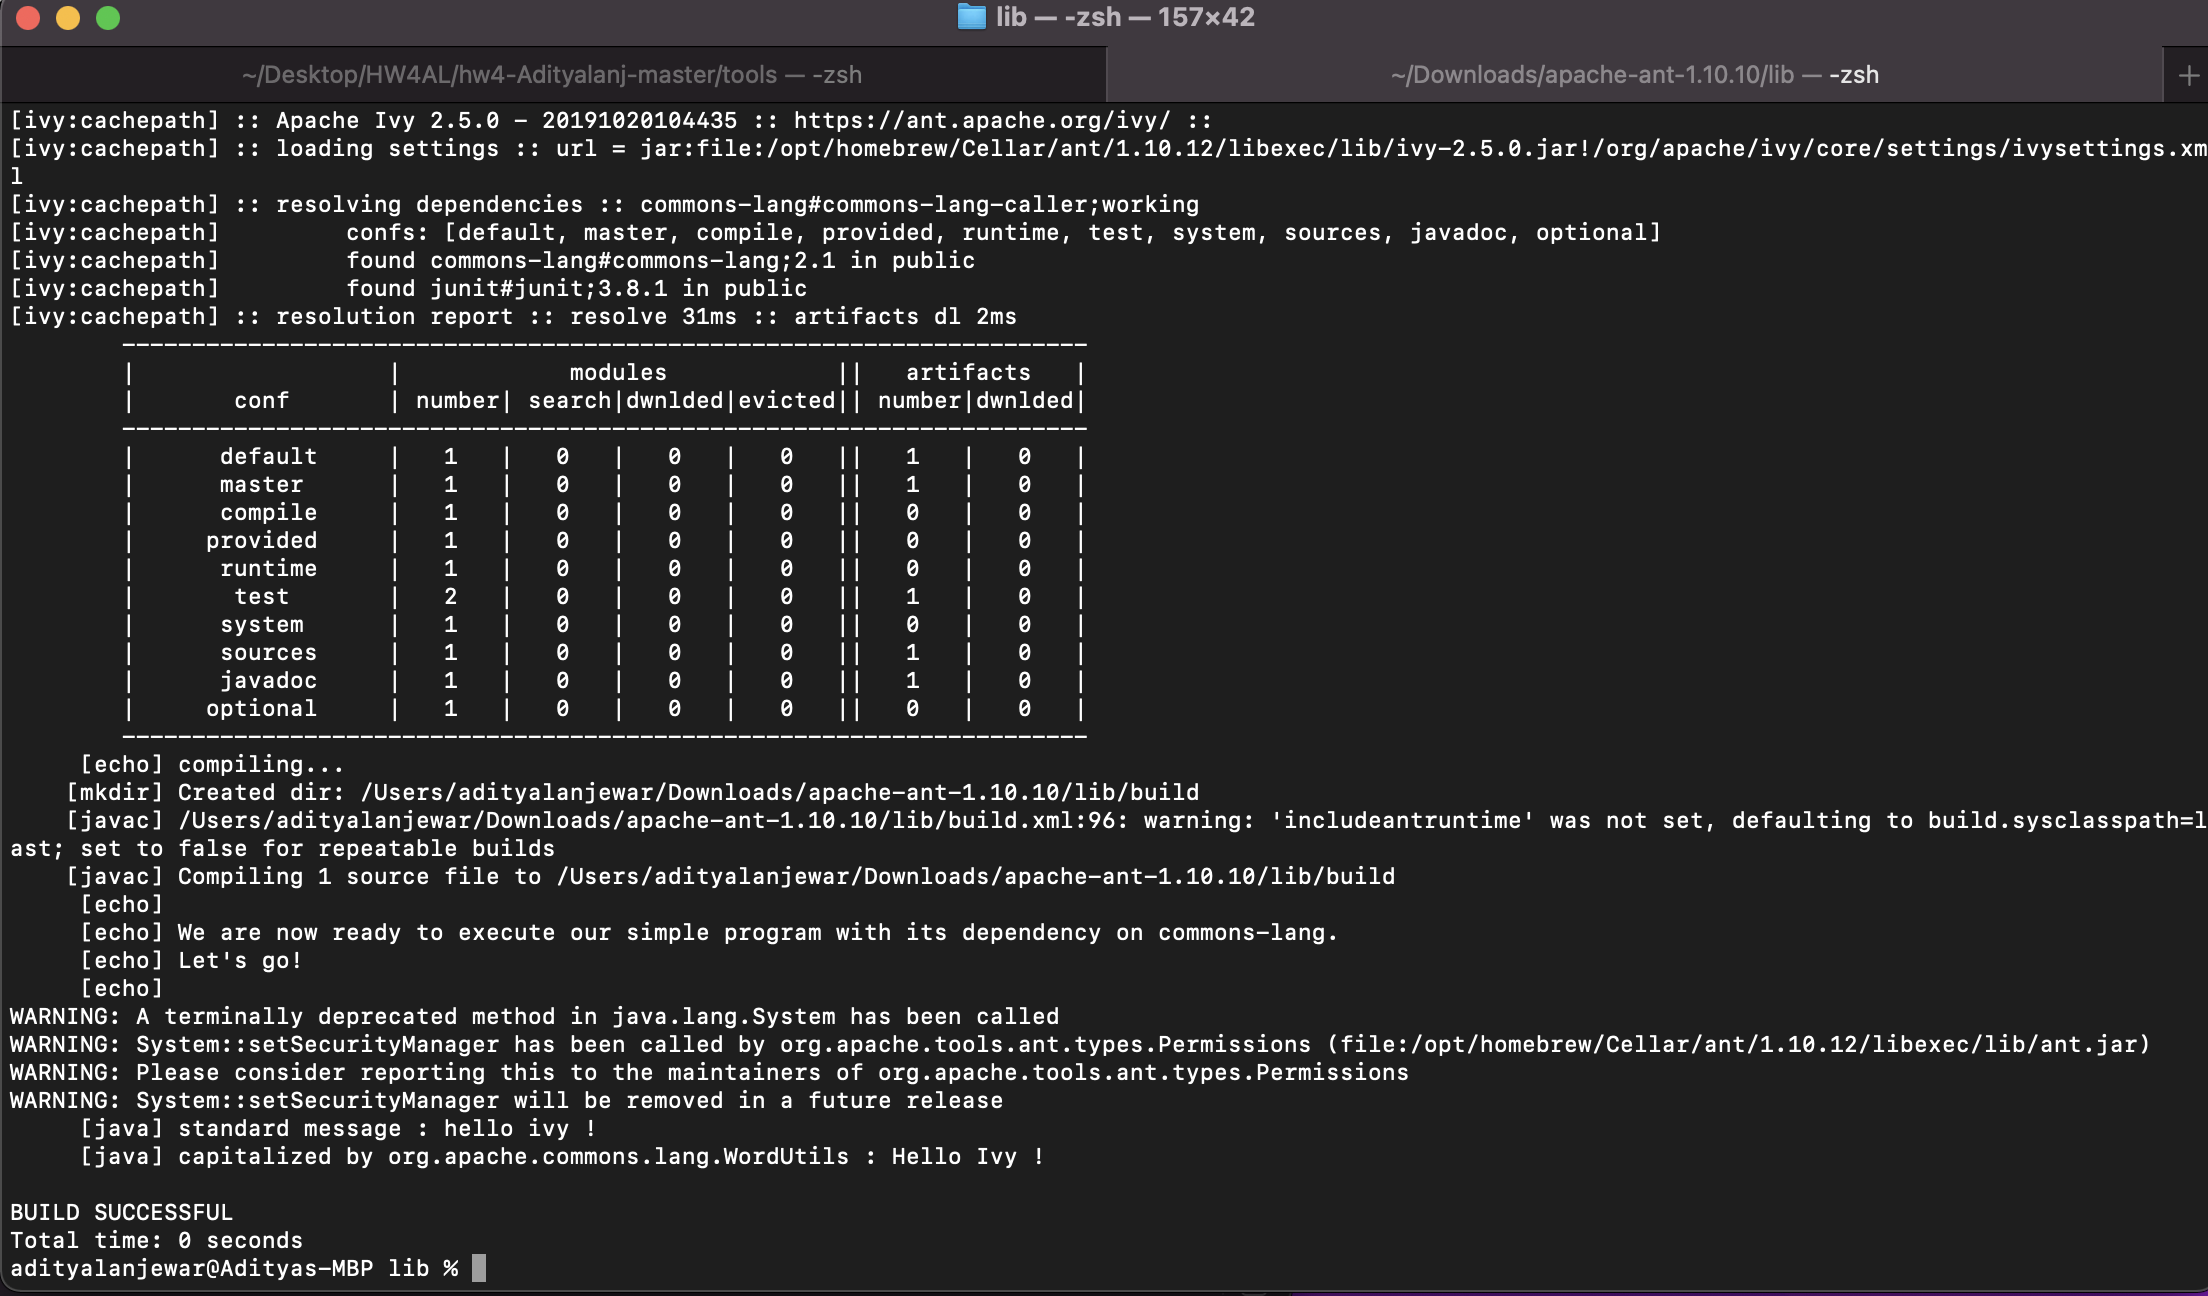 lib — -zsh — 157×42
~/Desktop/HW4AL/hw4-Adityalanj-master/tools — -zsh
~/Downloads/apache-ant-1.10.10/lib — -zsh
+
[ivy:cachepath] :: Apache Ivy 2.5.0 - 20191020104435 :: https://ant.apache.org/ivy/ ::
[ivy:cachepath] :: loading settings :: url = jar:file:/opt/homebrew/Cellar/ant/1.10.12/libexec/lib/ivy-2.5.0.jar!/org/apache/ivy/core/settings/ivysettings.xm
l
[ivy:cachepath] :: resolving dependencies :: commons-lang#commons-lang-caller;working
[ivy:cachepath]         confs: [default, master, compile, provided, runtime, test, system, sources, javadoc, optional]
[ivy:cachepath]         found commons-lang#commons-lang;2.1 in public
[ivy:cachepath]         found junit#junit;3.8.1 in public
[ivy:cachepath] :: resolution report :: resolve 31ms :: artifacts dl 2ms
        ---------------------------------------------------------------------
        |                  |            modules            ||   artifacts   |
        |       conf       | number| search|dwnlded|evicted|| number|dwnlded|
        ---------------------------------------------------------------------
        |      default     |   1   |   0   |   0   |   0   ||   1   |   0   |
        |      master      |   1   |   0   |   0   |   0   ||   1   |   0   |
        |      compile     |   1   |   0   |   0   |   0   ||   0   |   0   |
        |     provided     |   1   |   0   |   0   |   0   ||   0   |   0   |
        |      runtime     |   1   |   0   |   0   |   0   ||   0   |   0   |
        |       test       |   2   |   0   |   0   |   0   ||   1   |   0   |
        |      system      |   1   |   0   |   0   |   0   ||   0   |   0   |
        |      sources     |   1   |   0   |   0   |   0   ||   1   |   0   |
        |      javadoc     |   1   |   0   |   0   |   0   ||   1   |   0   |
        |     optional     |   1   |   0   |   0   |   0   ||   0   |   0   |
        ---------------------------------------------------------------------
     [echo] compiling...
    [mkdir] Created dir: /Users/adityalanjewar/Downloads/apache-ant-1.10.10/lib/build
    [javac] /Users/adityalanjewar/Downloads/apache-ant-1.10.10/lib/build.xml:96: warning: 'includeantruntime' was not set, defaulting to build.sysclasspath=l
ast; set to false for repeatable builds
    [javac] Compiling 1 source file to /Users/adityalanjewar/Downloads/apache-ant-1.10.10/lib/build
     [echo]
     [echo] We are now ready to execute our simple program with its dependency on commons-lang.
     [echo] Let's go!
     [echo]
WARNING: A terminally deprecated method in java.lang.System has been called
WARNING: System::setSecurityManager has been called by org.apache.tools.ant.types.Permissions (file:/opt/homebrew/Cellar/ant/1.10.12/libexec/lib/ant.jar)
WARNING: Please consider reporting this to the maintainers of org.apache.tools.ant.types.Permissions
WARNING: System::setSecurityManager will be removed in a future release
     [java] standard message : hello ivy !
     [java] capitalized by org.apache.commons.lang.WordUtils : Hello Ivy !

BUILD SUCCESSFUL
Total time: 0 seconds
adityalanjewar@Adityas-MBP lib %